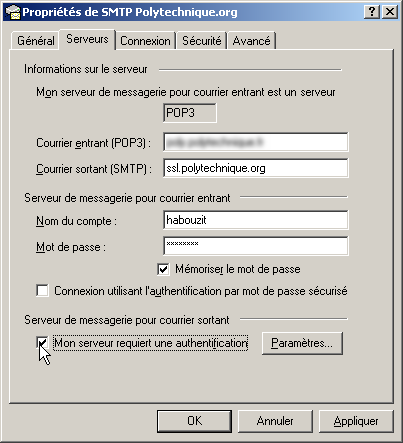 Propriétés de SMTP Polytechnique.org
Général Serveurs Connexion Sécurité Avancé
Informations sur le serveur
Mon serveur de messagerie pour courrier entrant est un serveur
POP3
Courrier entrant (POP3) :
Courrier sortant (SMTP) : ssl.polytechnique.org
Serveur de messagerie pour courrier entrant
Nom du compte : habouzit
Mot de passe : xxxxxxxx
Mémoriser le mot de passe
Connexion utilisant l'authentification par mot de passe sécurisé
Serveur de messagerie pour courrier sortant
Mon serveur requiert une authentification Paramètres...
OK Annuler Appliquer